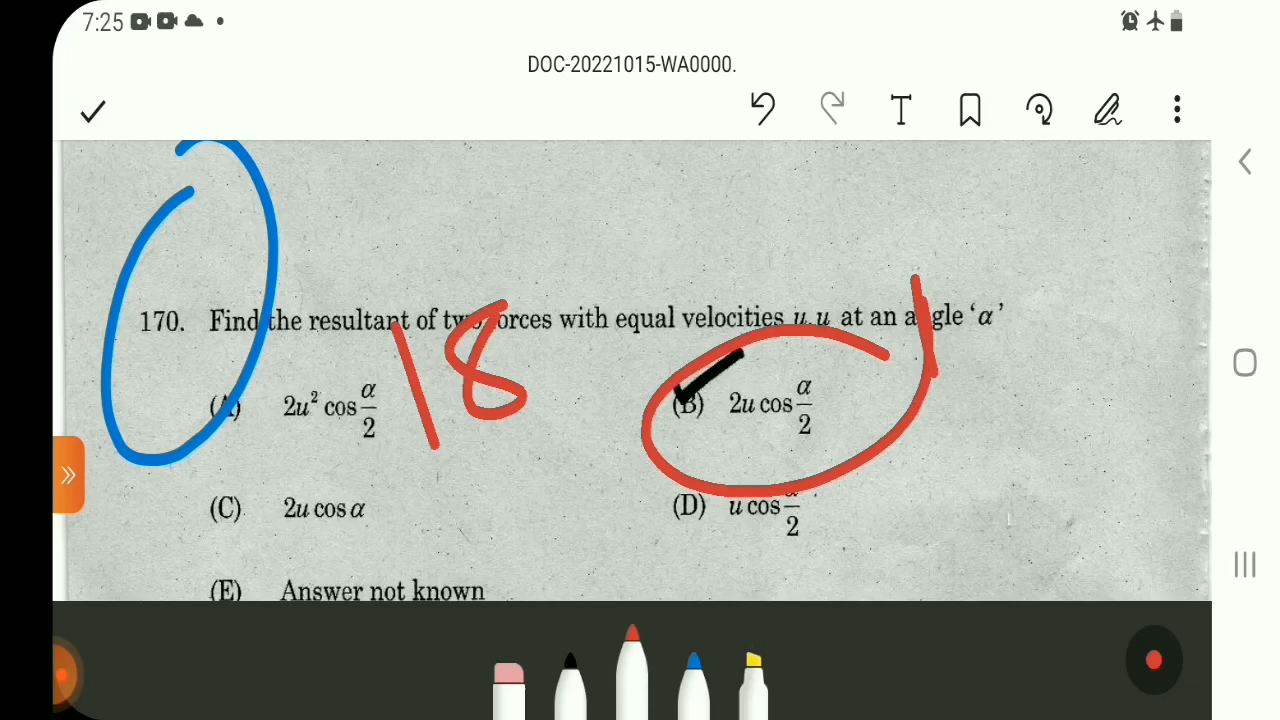 7:25
DOC-20221015-WA0000.
T
170. Find the resultant of two forces with equal velocities u, u at an angle ‘α’
(A) 2u² cos α/2
(B) 2u cos α/2
18
(C) 2u cos α
(D) u cos α/2
(E) Answer not known